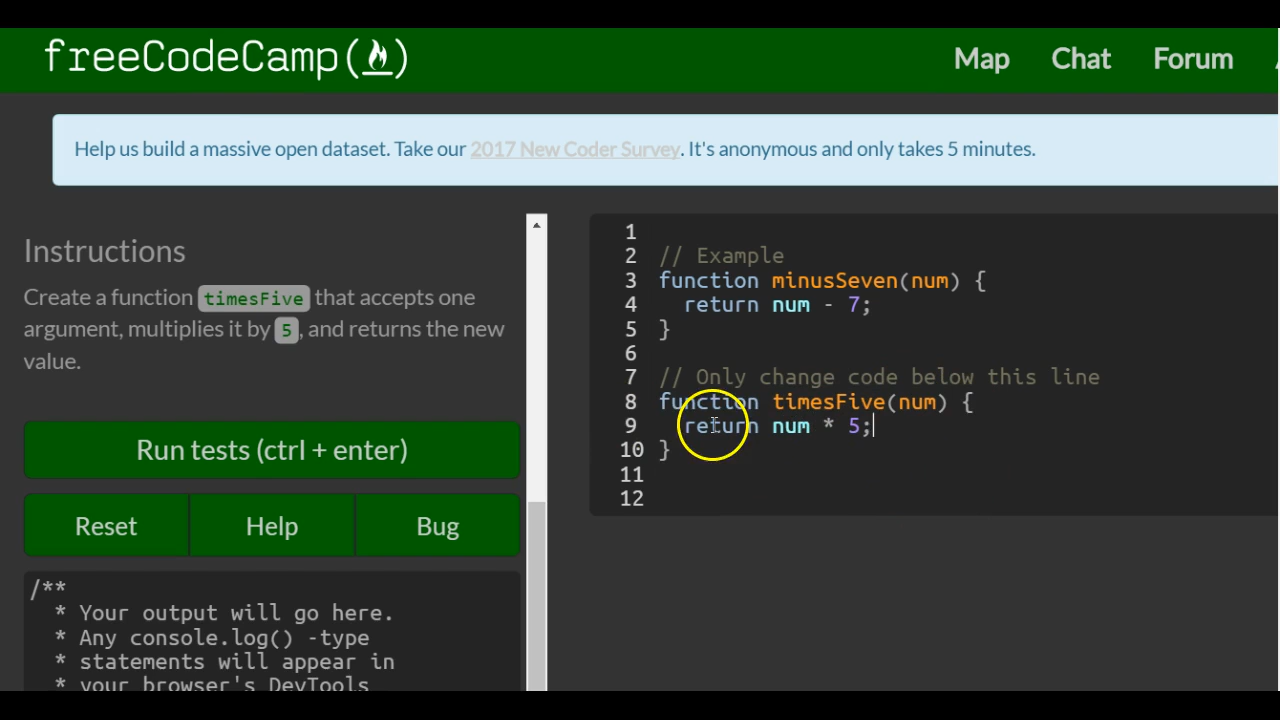 freeCodeCamp(🔥)
Map Chat Forum
Help us build a massive open dataset. Take our 2017 New Coder Survey. It's anonymous and only takes 5 minutes.
Instructions
Create a function timesFive that accepts one
argument, multiplies it by 5, and returns the new
value.
Run tests (ctrl + enter)
Reset Help Bug
/**
* Your output will go here.
* Any console.log() -type
* statements will appear in
* your browser's DevTools
1
2 // Example
3 function minusSeven(num) {
4 return num - 7;
5 }
6
7 // Only change code below this line
8 function timesFive(num) {
9 return num * 5;
10 }
11
12